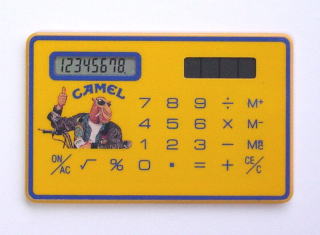 12345678.
CAMEL
7 8 9 ÷ M+
4 5 6 × M−
ON/AC √ % 1 2 3 − MR
0 . = + CE/C